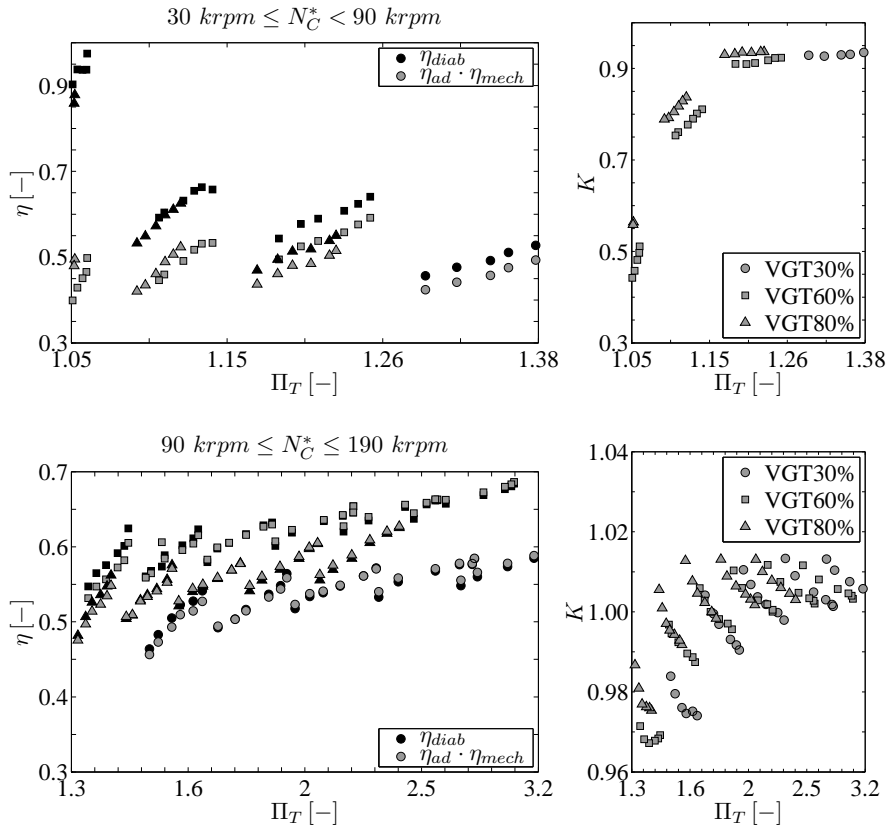 30 krpm ≤ N_C^* < 90 krpm
η_diab
η_ad · η_mech
0.9
0.7
0.5
0.3
η [−]
1.05
1.15
1.26
1.38
Π_T [−]
0.9
0.7
0.5
0.3
K
VGT30%
VGT60%
VGT80%
1.05
1.15
1.26
1.38
Π_T [−]
90 krpm ≤ N_C^* ≤ 190 krpm
0.7
0.6
0.5
0.4
0.3
η [−]
η_diab
η_ad · η_mech
1.3
1.6
2
2.5
3.2
Π_T [−]
1.04
1.02
1.00
0.98
0.96
K
VGT30%
VGT60%
VGT80%
1.3
1.6
2
2.5
3.2
Π_T [−]